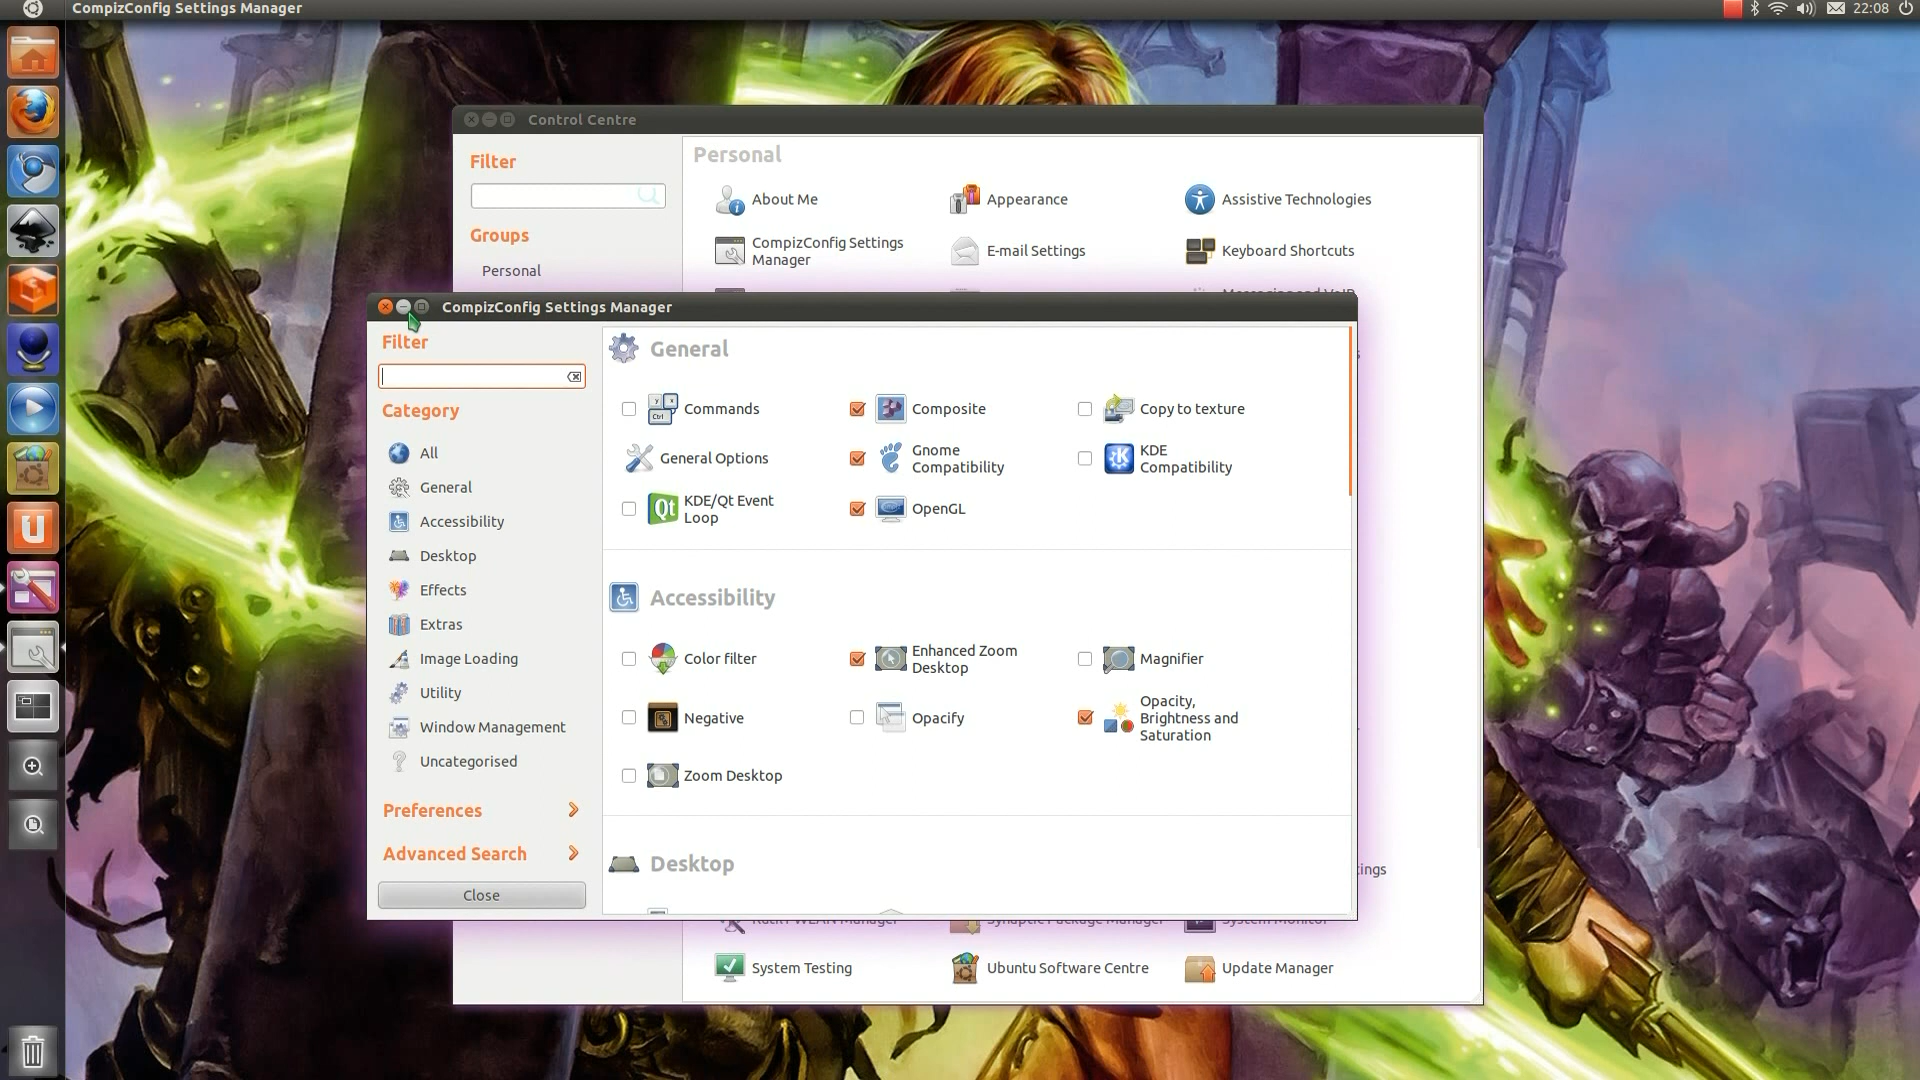 CompizConfig Settings Manager
22:08
Control Centre
Filter
Groups
Personal
Personal
About Me
Appearance
Assistive Technologies
CompizConfig Settings
Manager
E-mail Settings
Keyboard Shortcuts
CompizConfig Settings Manager
Filter
Category
All
General
Accessibility
Desktop
Effects
Extras
Image Loading
Utility
Window Management
Uncategorised
Preferences
Advanced Search
Close
General
Commands
Composite
Copy to texture
General Options
Gnome
Compatibility
KDE
Compatibility
KDE/Qt Event
Loop
OpenGL
Accessibility
Color filter
Enhanced Zoom
Desktop
Magnifier
Negative
Opacify
Opacity,
Brightness and
Saturation
Zoom Desktop
Desktop
System Testing
Ubuntu Software Centre
Update Manager